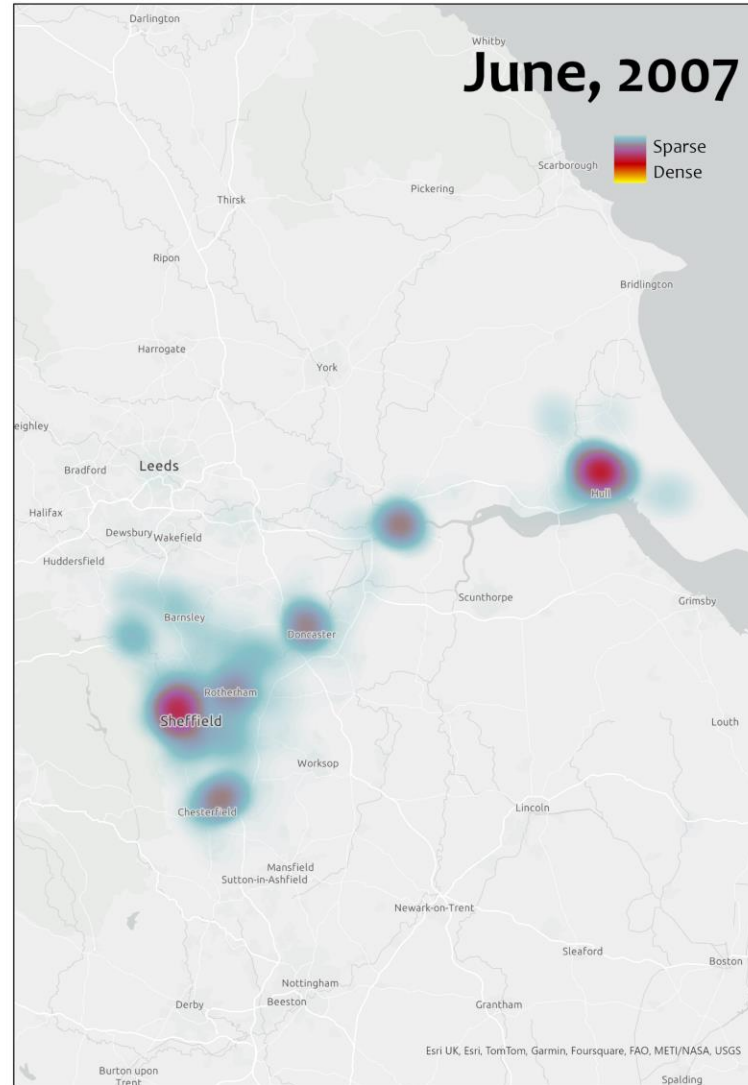 Darlington
Whitby
June, 2007
Sparse
Dense
Scarborough
Pickering
Thirsk
Ripon
Bridlington
Harrogate
York
eighley
Leeds
Bradford
Hull
Halifax
Dewsbury
Wakefield
Huddersfield
Scunthorpe
Grimsby
Barnsley
Doncaster
Rotherham
Sheffield
Louth
Worksop
Chesterfield
Lincoln
Mansfield
Sutton-in-Ashfield
Newark-on-Trent
Sleaford
Boston
Nottingham
Derby
Beeston
Grantham
Esri UK, Esri, TomTom, Garmin, Foursquare, FAO, METI/NASA, USGS
Burton upon
Trent
Spalding